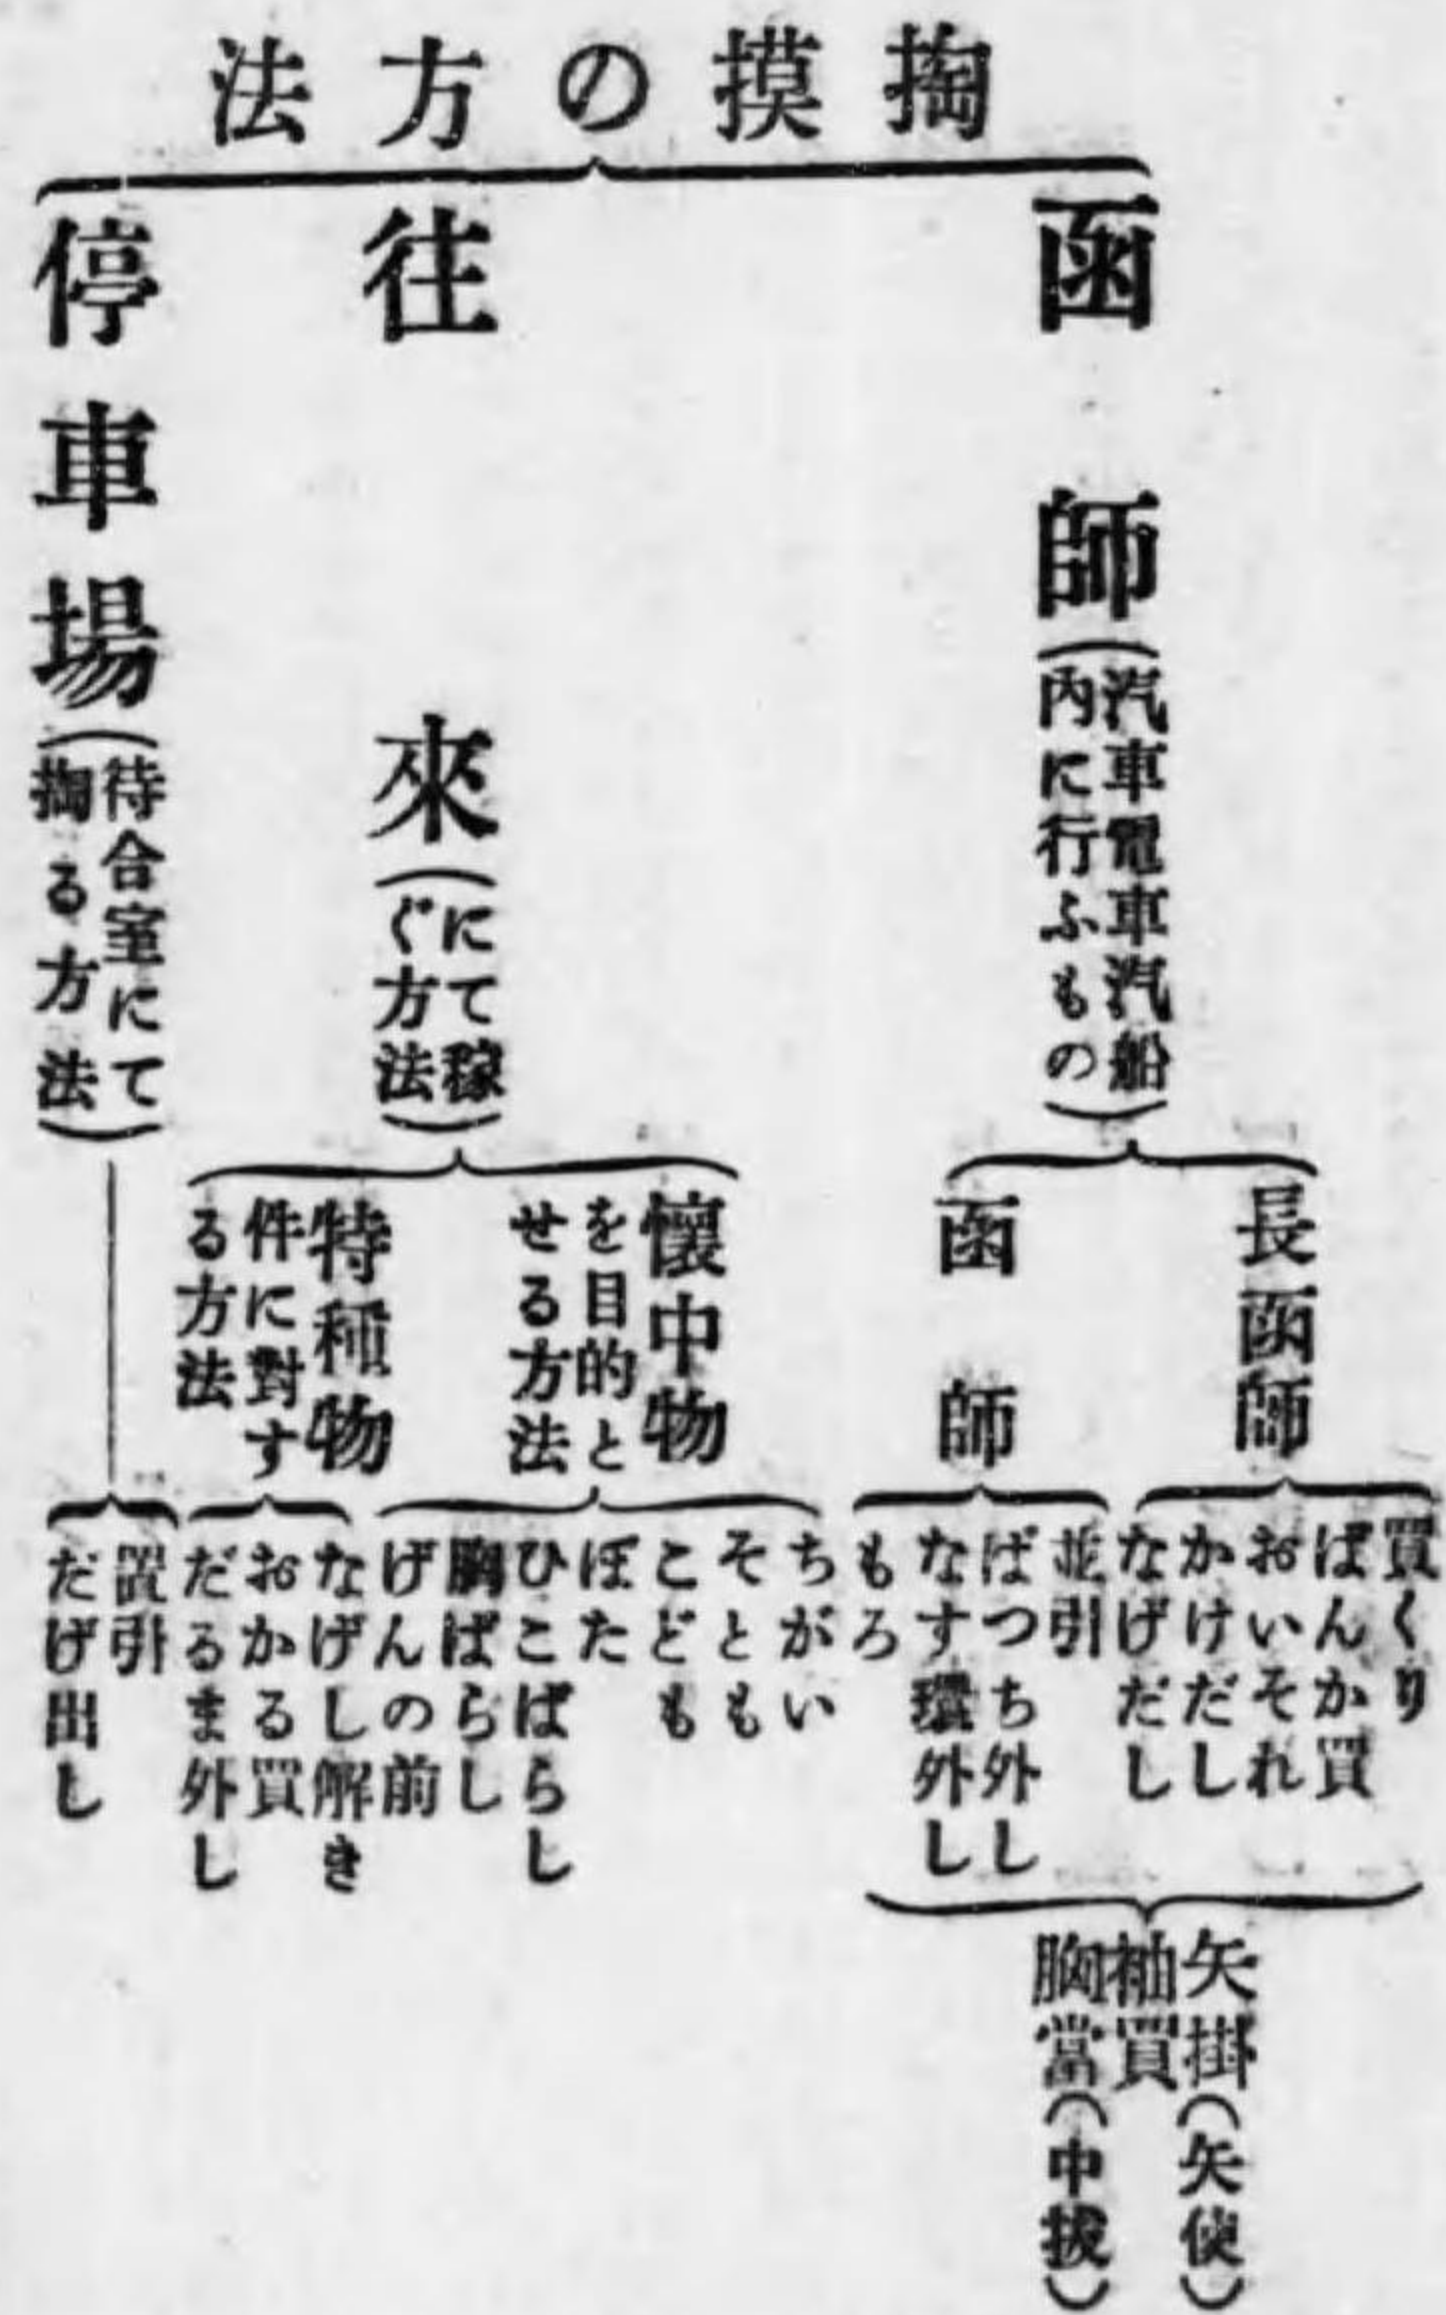 掏摸の方法
函師(汽車電車汽船
內に行ふもの)
長函師
買くり
ぱんか買
おいそれ
かけだし
なげだし
函師
並引
ぱつち外し
なす環外し
もろ
矢掛(矢使)
袖買
胸當(中拔)
往來(にて稼
ぐ方法)
懷中物
を目的と
せる方法
ちがい
そとも
こども
ぼた
ひこばらし
胸ばらし
げんの前
特種物
件に對す
る方法
なげし解き
おかる買
だるま外し
停車場(待合室にて
掏る方法)
置引
だげ出し